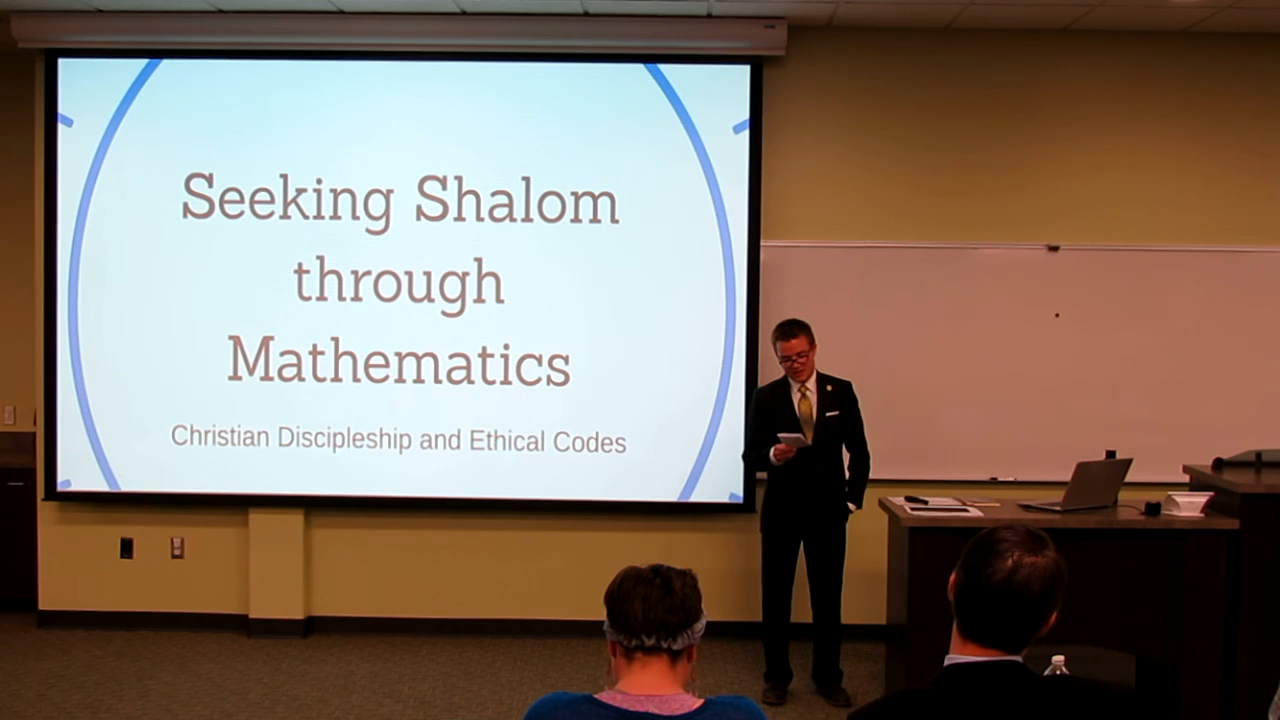 Seeking Shalom
through
Mathematics
Christian Discipleship and Ethical Codes